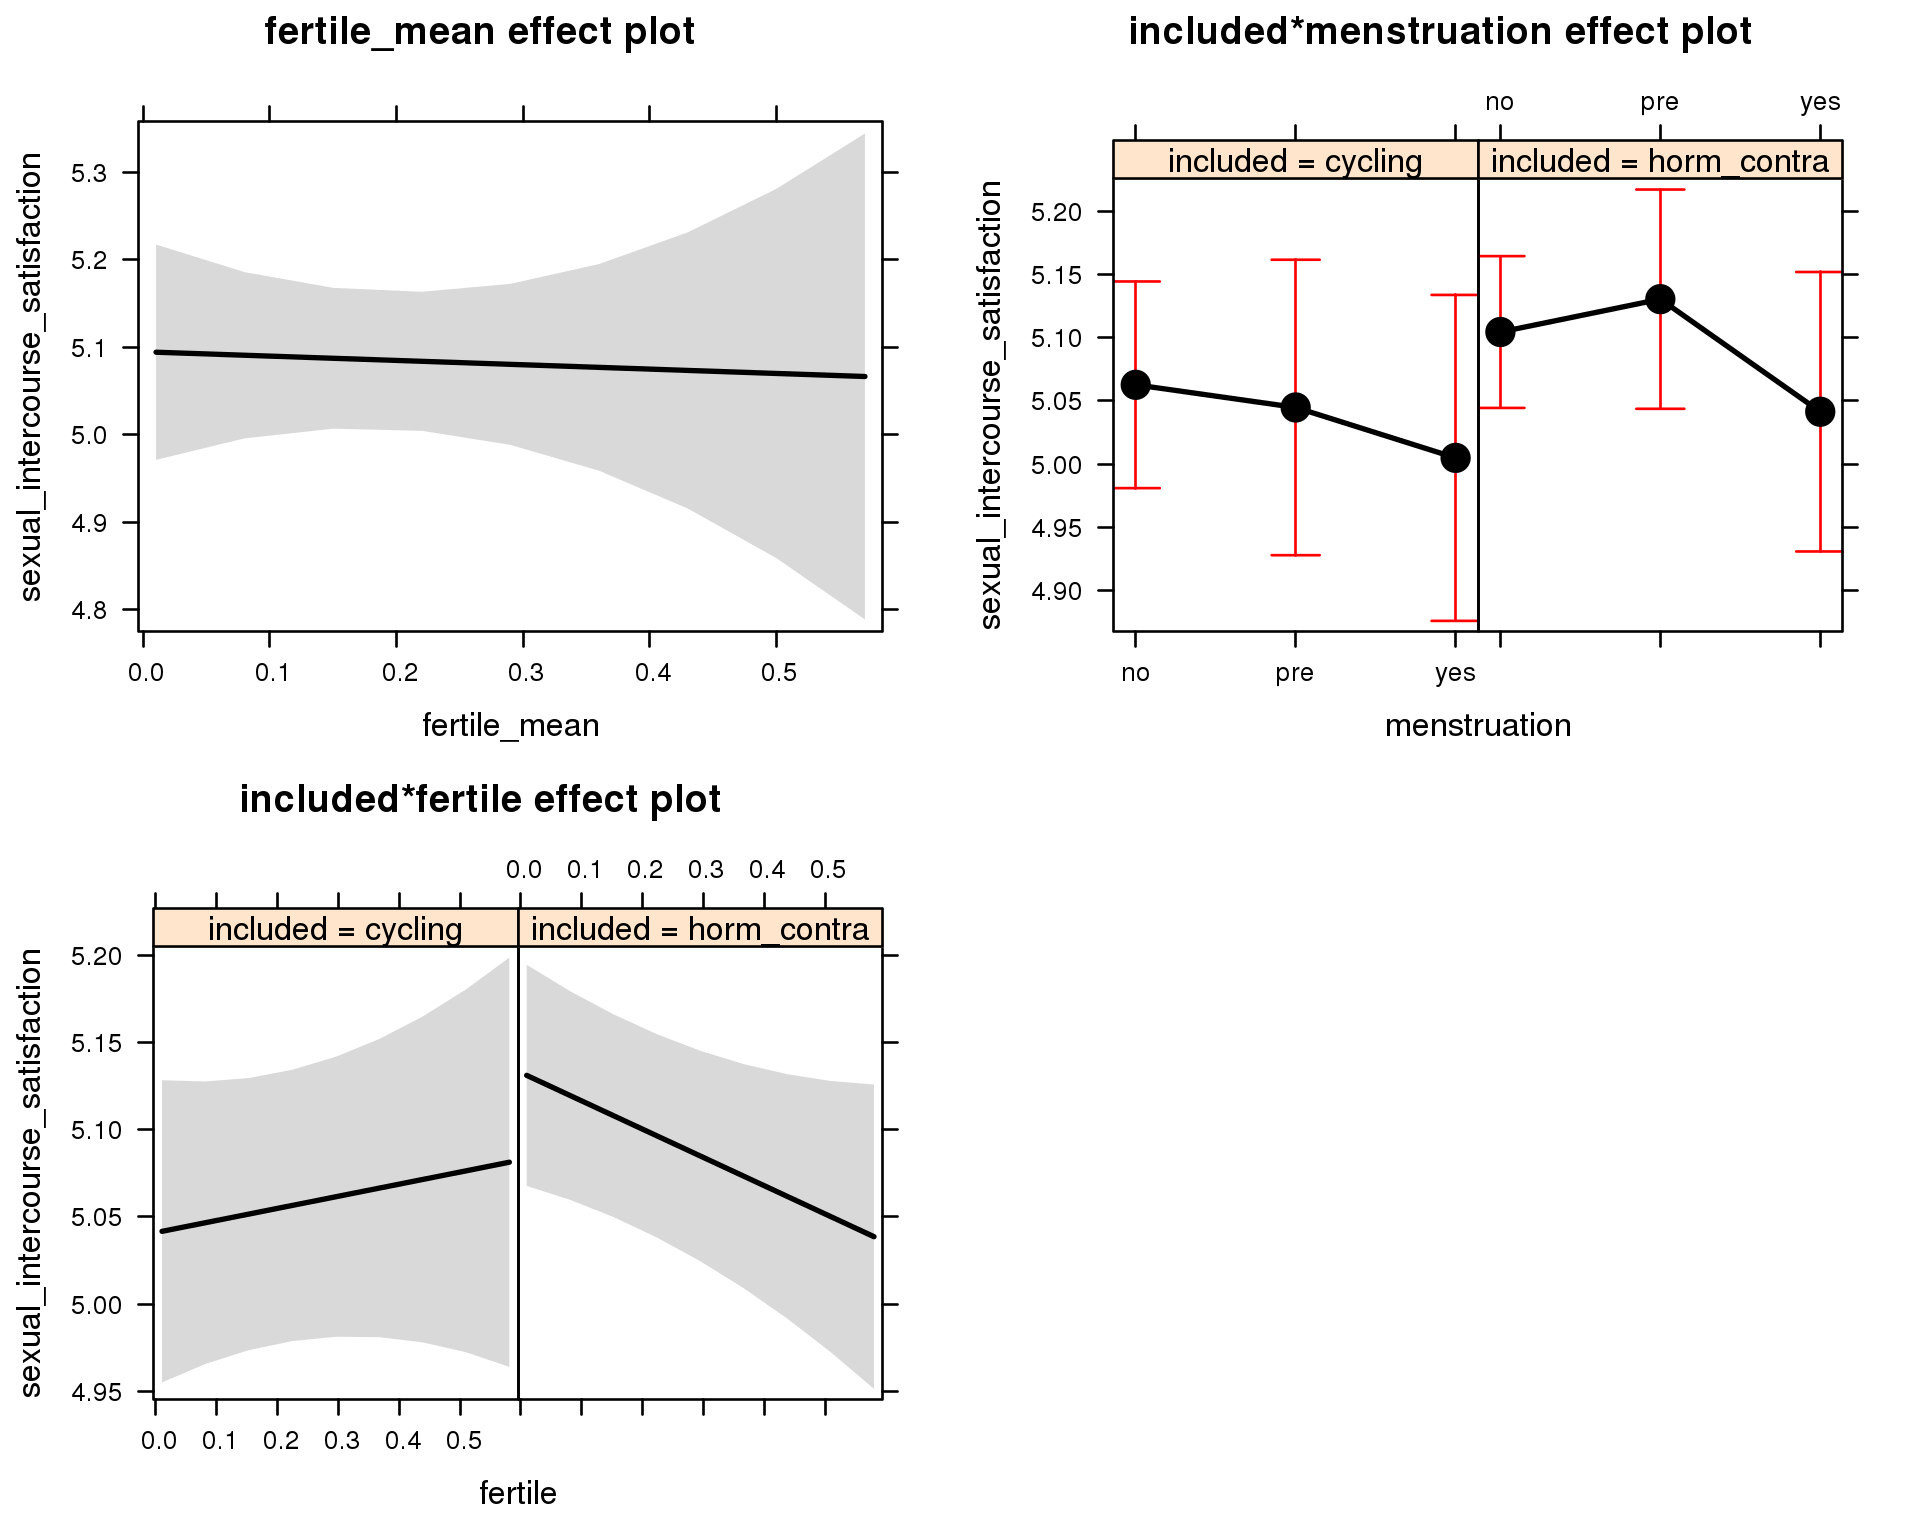 fertile_mean effect plot
sexual_intercourse_satisfaction
5.3
5.2
5.1
5.0
4.9
4.8
0.0 0.1 0.2 0.3 0.4 0.5
fertile_mean
included*menstruation effect plot
no pre yes
included = cycling included = horm_contra
sexual_intercourse_satisfaction
5.20
5.15
5.10
5.05
5.00
4.95
4.90
no pre yes
menstruation
included*fertile effect plot
0.0 0.1 0.2 0.3 0.4 0.5
included = cycling included = horm_contra
sexual_intercourse_satisfaction
5.20
5.15
5.10
5.05
5.00
4.95
0.0 0.1 0.2 0.3 0.4 0.5
fertile